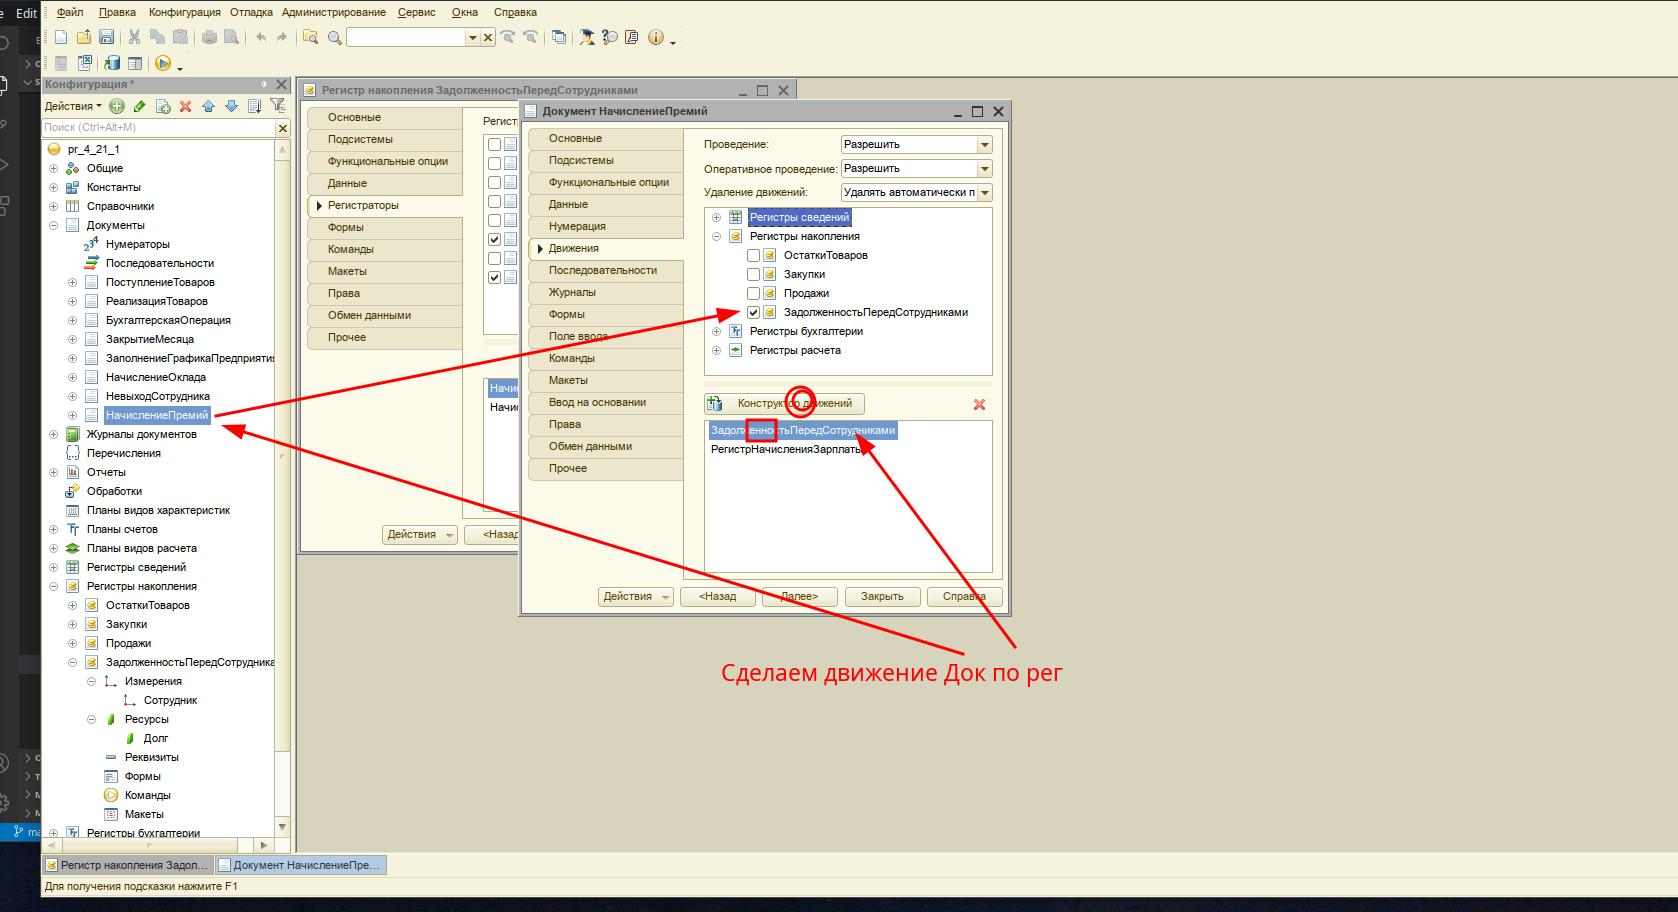 Edit
Файл Правка Конфигурация Отладка Администрирование Сервис Окна Справка
Конфигурация *
Действия
Поиск (Ctrl+Alt+M)
pr_4_21_1
Общие
Константы
Справочники
Документы
Нумераторы
Последовательности
ПоступлениеТоваров
РеализацияТоваров
БухгалтерскаяОперация
ЗакрытиеМесяца
ЗаполнениеГрафикаПредприяти
НачислениеОклада
НевыходСотрудника
НачислениеПремий
Журналы документов
Перечисления
Отчеты
Обработки
Планы видов характеристик
Планы счетов
Планы видов расчета
Регистры сведений
Регистры накопления
ОстаткиТоваров
Закупки
Продажи
ЗадолженностьПередСотрудника
Измерения
Сотрудник
Ресурсы
Долг
Реквизиты
Формы
Команды
Макеты
Регистры бухгалтерии
Регистр накопления ЗадолженностьПередСотрудниками
Основные
Подсистемы
Функциональные опции
Данные
Регистраторы
Формы
Команды
Макеты
Права
Обмен данными
Прочее
Регист
Начис
Начис
Действия
<Назад
Документ НачислениеПремий
Основные
Подсистемы
Функциональные опции
Данные
Нумерация
Движения
Последовательности
Журналы
Формы
Поле ввода
Команды
Макеты
Ввод на основании
Права
Обмен данными
Прочее
Проведение: Разрешить
Оперативное проведение: Разрешить
Удаление движений: Удалять автоматически п
Регистры сведений
Регистры накопления
ОстаткиТоваров
Закупки
Продажи
ЗадолженностьПередСотрудниками
Регистры бухгалтерии
Регистры расчета
Конструктор движений
ЗадолженностьПередСотрудниками
РегистрНачисленияЗарплаты
Действия
<Назад
Далее>
Закрыть
Справка
Сделаем движение Док по рег
Регистр накопления Задол...
Документ НачислениеПре...
Для получения подсказки нажмите F1